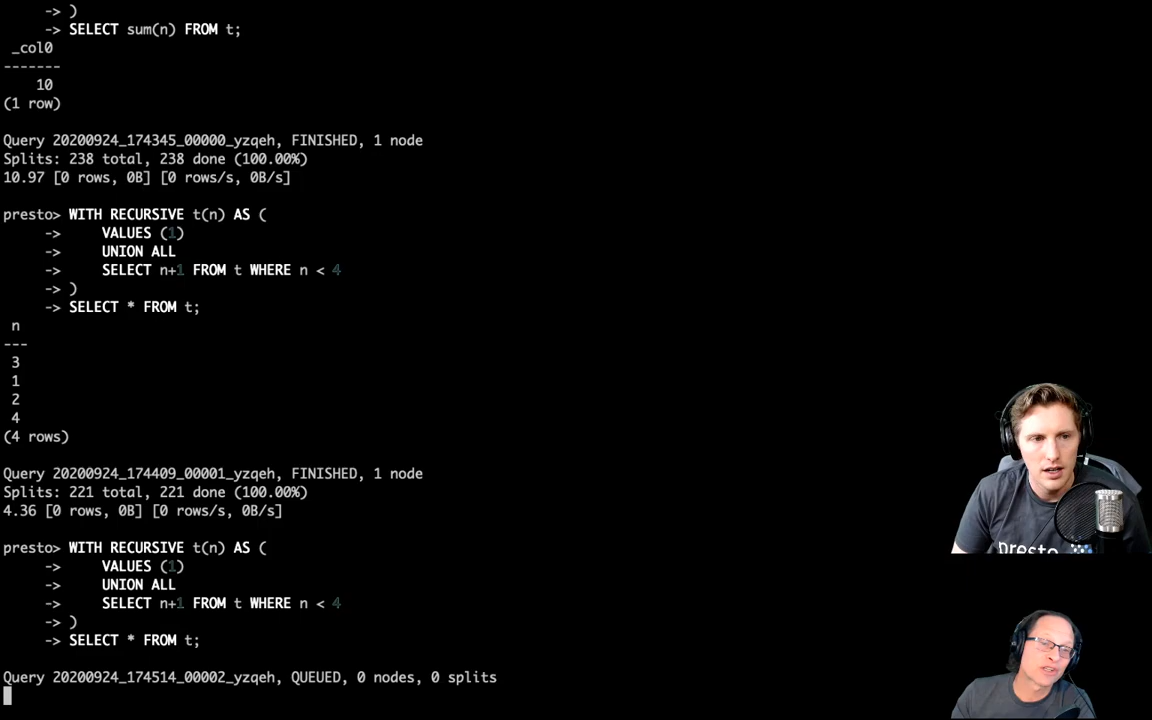 -> )
-> SELECT sum(n) FROM t;
_col0
-------
10
(1 row)
Query 20200924_174345_00000_yzqeh, FINISHED, 1 node
Splits: 238 total, 238 done (100.00%)
10.97 [0 rows, 0B] [0 rows/s, 0B/s]
presto> WITH RECURSIVE t(n) AS (
-> VALUES (1)
-> UNION ALL
-> SELECT n+1 FROM t WHERE n < 4
-> )
-> SELECT * FROM t;
n
---
3
1
2
4
(4 rows)
Query 20200924_174409_00001_yzqeh, FINISHED, 1 node
Splits: 221 total, 221 done (100.00%)
4.36 [0 rows, 0B] [0 rows/s, 0B/s]
presto> WITH RECURSIVE t(n) AS (
-> VALUES (1)
-> UNION ALL
-> SELECT n+1 FROM t WHERE n < 4
-> )
-> SELECT * FROM t;
Query 20200924_174514_00002_yzqeh, QUEUED, 0 nodes, 0 splits
presto